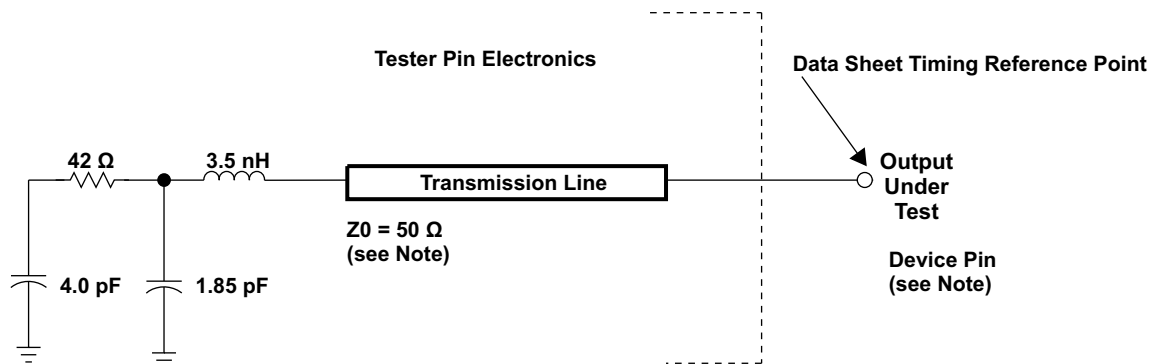 Tester Pin Electronics
Data Sheet Timing Reference Point
42 Ω
3.5 nH
Transmission Line
Output
Under
Test
Z0 = 50 Ω
(see Note)
Device Pin
(see Note)
4.0 pF
1.85 pF